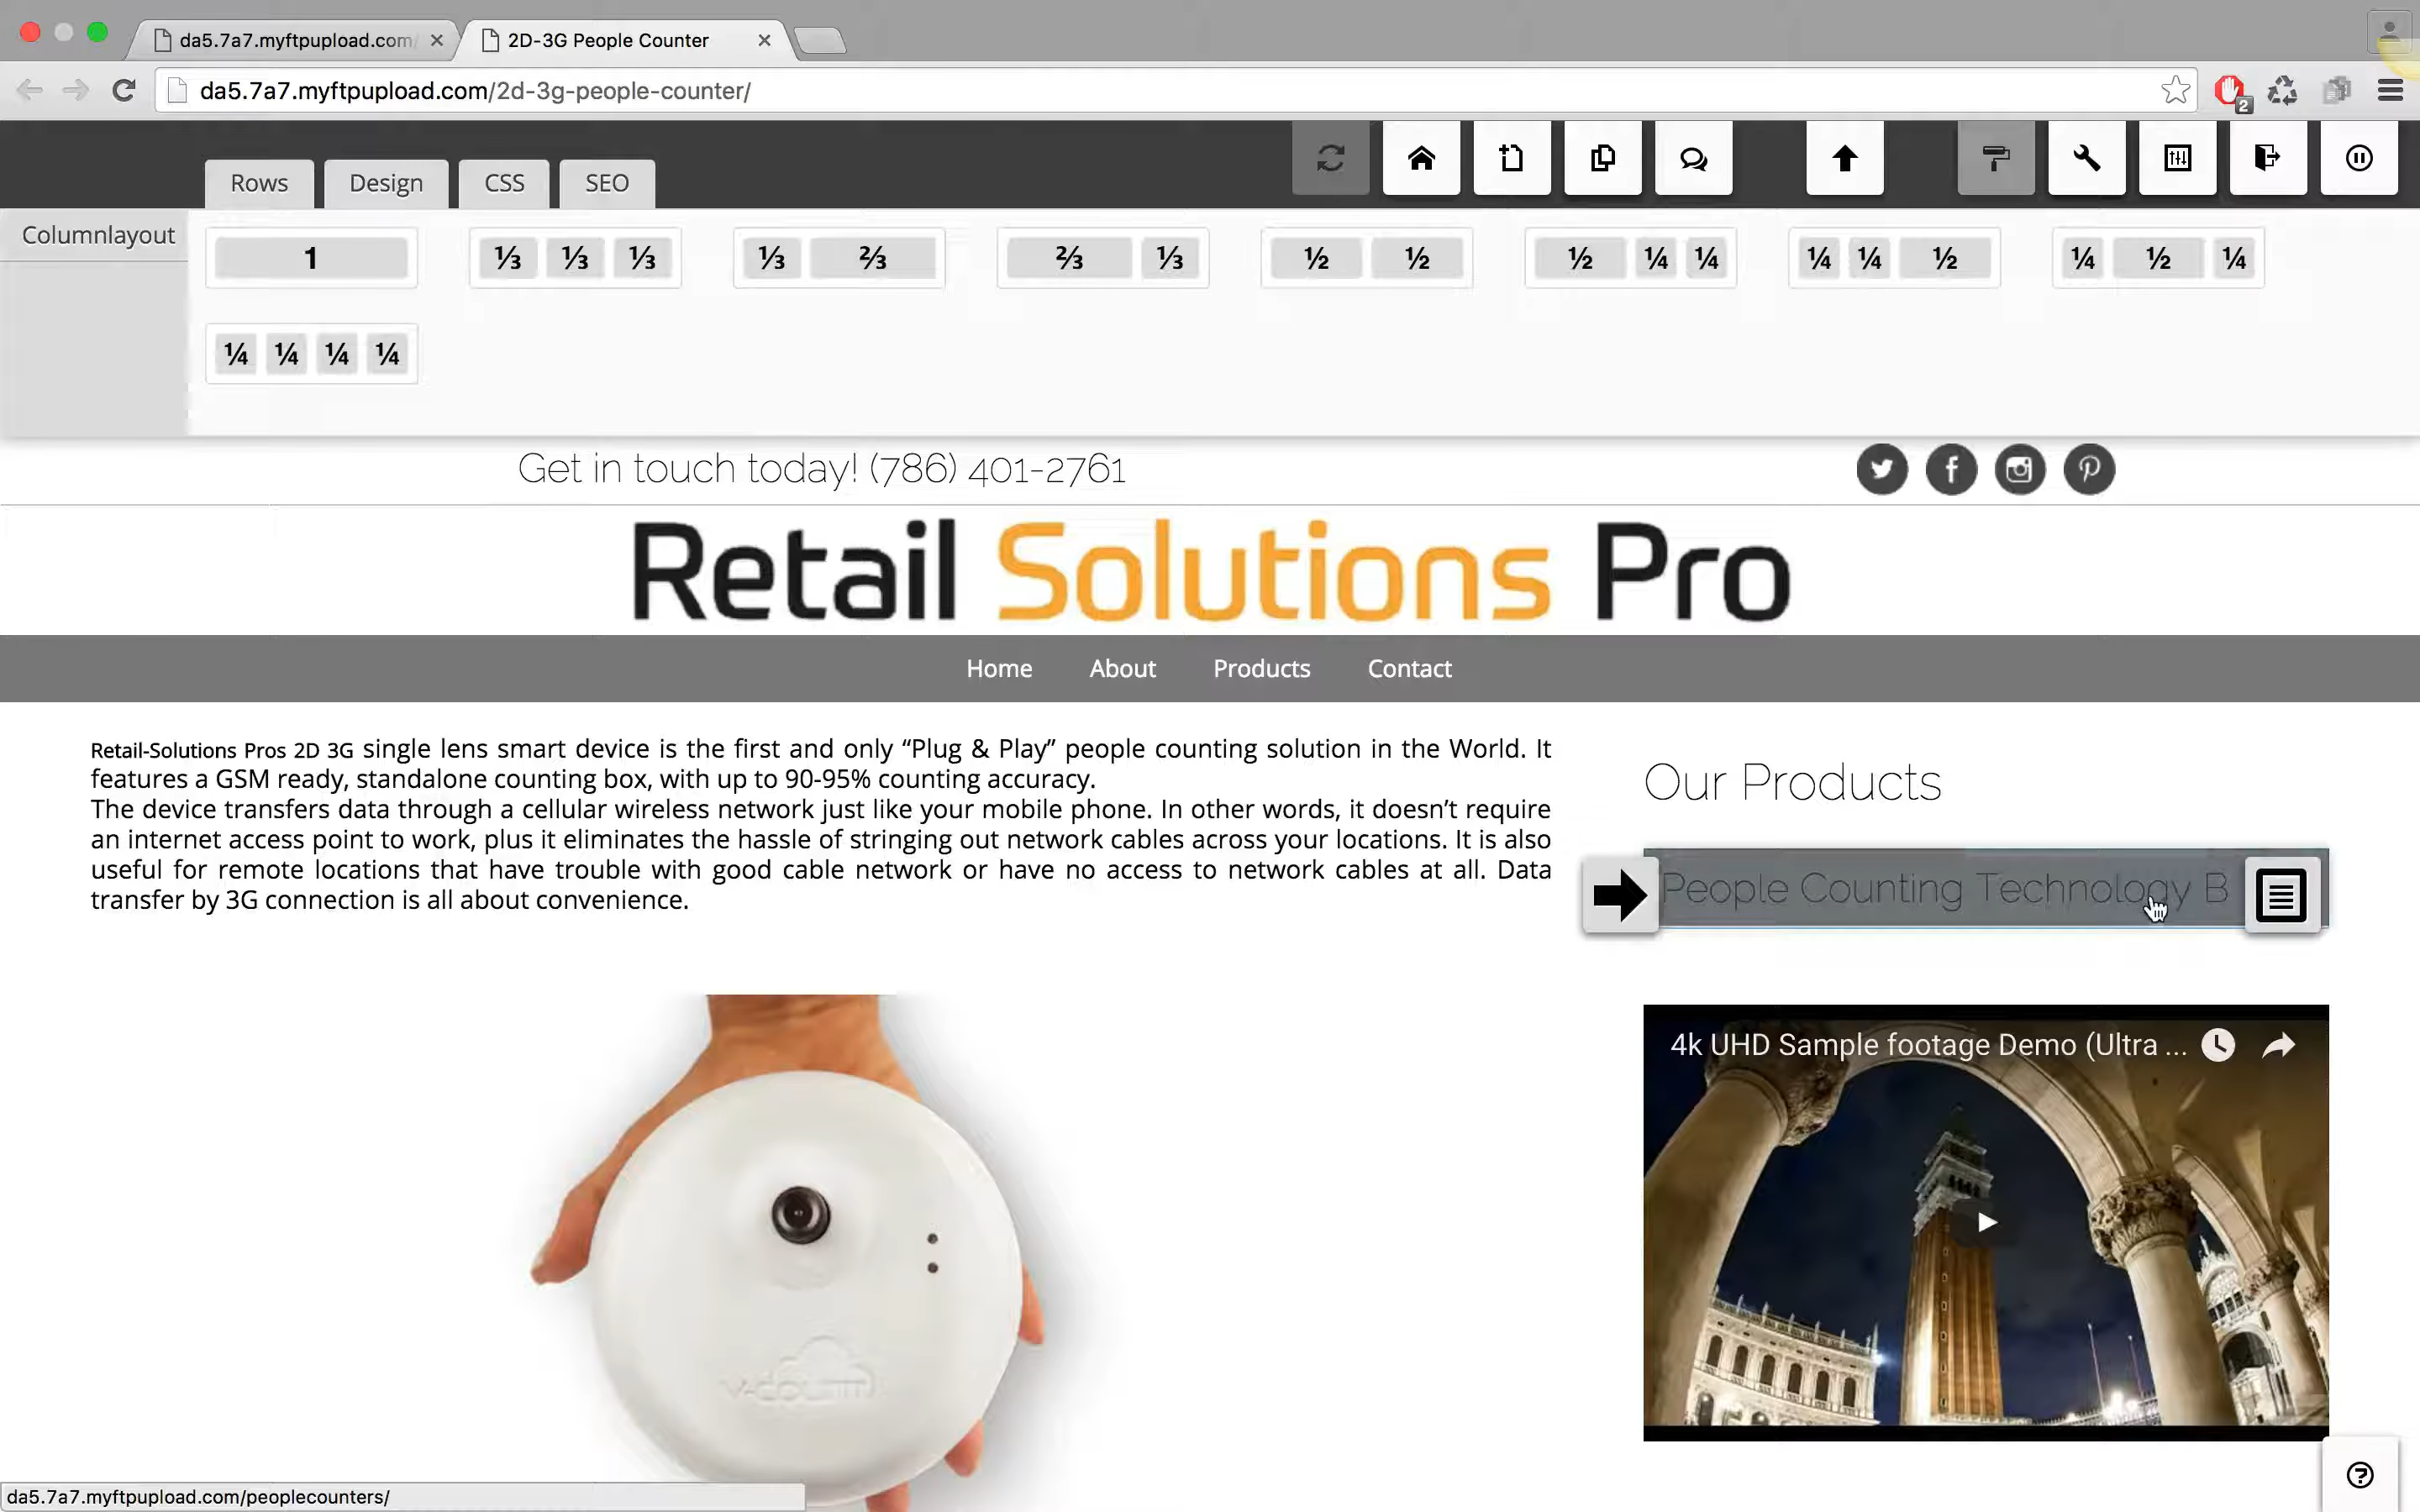 da5.7a7.myftpupload.com/
2D-3G People Counter
da5.7a7.myftpupload.com/2d-3g-people-counter/
2
Rows Design CSS SEO
Columnlayout
1
⅓ ⅓ ⅓
⅓ ⅔
⅔ ⅓
½ ½
½ ¼ ¼
¼ ¼ ½
¼ ½ ¼
¼ ¼ ¼ ¼
Get in touch today! (786) 401-2761
Retail Solutions Pro
Home About Products Contact
Retail-Solutions Pros 2D 3G single lens smart device is the first and only “Plug & Play” people counting solution in the World. It
features a GSM ready, standalone counting box, with up to 90-95% counting accuracy.
The device transfers data through a cellular wireless network just like your mobile phone. In other words, it doesn’t require
an internet access point to work, plus it eliminates the hassle of stringing out network cables across your locations. It is also
useful for remote locations that have trouble with good cable network or have no access to network cables at all. Data
transfer by 3G connection is all about convenience.
Our Products
People Counting Technology B
4k UHD Sample footage Demo (Ultra ...
da5.7a7.myftpupload.com/peoplecounters/